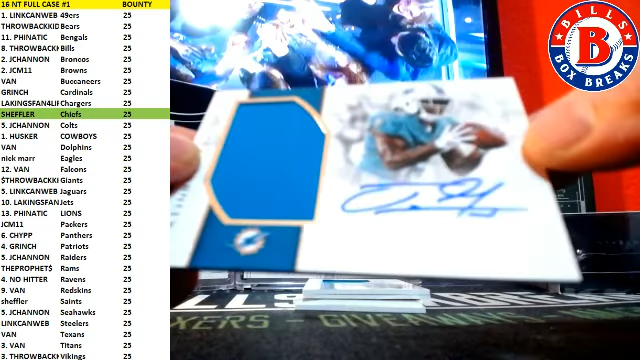 16 NT FULL CASE #1 BOUNTY
1. LINKCANWEB 49ers 25
THROWBACKKID Bears 25
11. PHINATIC Bengals 25
8. THROWBACKK Bills 25
2. JCHANNON Broncos 25
2. JCM11 Browns 25
VAN Buccaneers 25
GRINCH Cardinals 25
LAKINGSFAN4LIF Chargers 25
SHEFFLER Chiefs 25
5. JCHANNON Colts 25
1. HUSKER COWBOYS 25
VAN Dolphins 25
nick marr Eagles 25
12. VAN Falcons 25
$THROWBACKKI Giants 25
5. LINKCANWEB Jaguars 25
10. LAKINGSFAN Jets 25
13. PHINATIC LIONS 25
JCM11 Packers 25
6. CHYPP Panthers 25
4. GRINCH Patriots 25
5. JCHANNON Raiders 25
THEPROPHET$ Rams 25
4. NO HITTER Ravens 25
9. VAN Redskins 25
sheffler Saints 25
5. JCHANNON Seahawks 25
LINKCANWEB Steelers 25
VAN Texans 25
3. VAN Titans 25
3. THROWBACKK Vikings 25
BILLS
B
BOX BREAKS